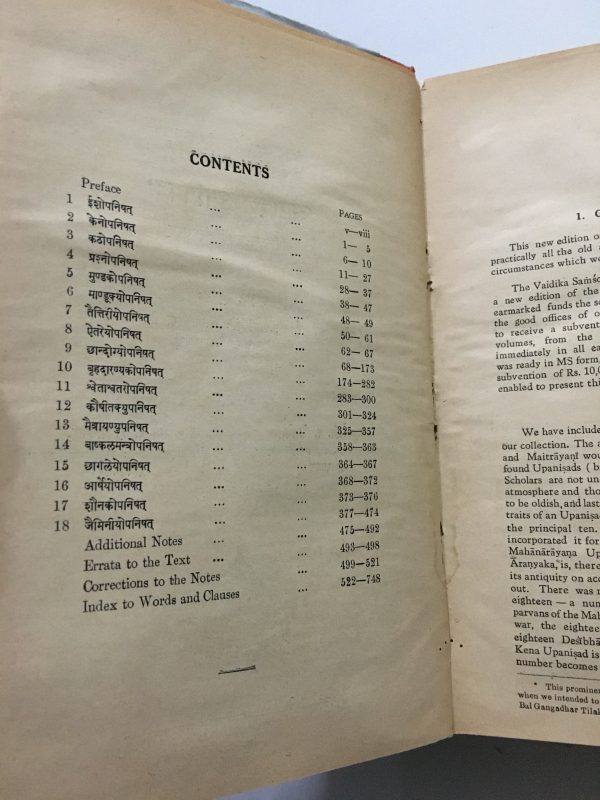 CONTENTS
PAGES
Preface ... ... v—viii
1 ईशोपनिषत् ... ... 1— 5
2 केनोपनिषत् ... ... 6—10
3 कठोपनिषत् ... ... 11—27
4 प्रश्नोपनिषत् ... ... 28—37
5 मुण्डकोपनिषत् ... ... 38—47
6 माण्डूक्योपनिषत् ... ... 48—49
7 तैत्तिरीयोपनिषत् ... ... 50—61
8 ऐतरेयोपनिषत् ... ... 62—67
9 छान्दोग्योपनिषत् ... ... 68—173
10 बृहदारण्यकोपनिषत् ... ... 174—282
11 श्वेताश्वतरोपनिषत् ... ... 283—300
12 कौषीतक्युपनिषत् ... ... 301—324
13 मैत्रायण्युपनिषत् ... ... 325—357
14 बाष्कलमन्त्रोपनिषत् ... ... 358—363
15 छागलेयोपनिषत् ... ... 364—367
16 आर्षेयोपनिषत् ... ... 368—372
17 शौनकोपनिषत् ... ... 373—376
18 जैमिनीयोपनिषत् ... ... 377—474
Additional Notes ... ... 475—492
Errata to the Text ... ... 493—498
Corrections to the Notes ... 499—521
Index to Words and Clauses ... 522—748
1.
This new edition o
practically all the old
circumstances which we
The Vaidika Saṁśo
a new edition of the
earmarked funds the s
the good offices of o
to receive a subvent
volumes, from the
immediately in all ea
was ready in MS form,
subvention of Rs. 10,0
enabled to present thi
We have include
our collection. The a
and Maitrāyaṇī wou
found Upaniṣads ( b
Scholars are not un
atmosphere and tho
to be oldish, and last
traits of an Upaniṣa
the principal ten.
incorporated it for
Mahānārāyaṇa Up
Āraṇyaka, is, there
its antiquity on acc
out. There was n
eighteen — a num
parvans of the Mah
war, the eighteen
eighteen Deśībhā
Kena Upaniṣad is
number becomes
* This prominen
when we intended to
Bal Gangadhar Tilak